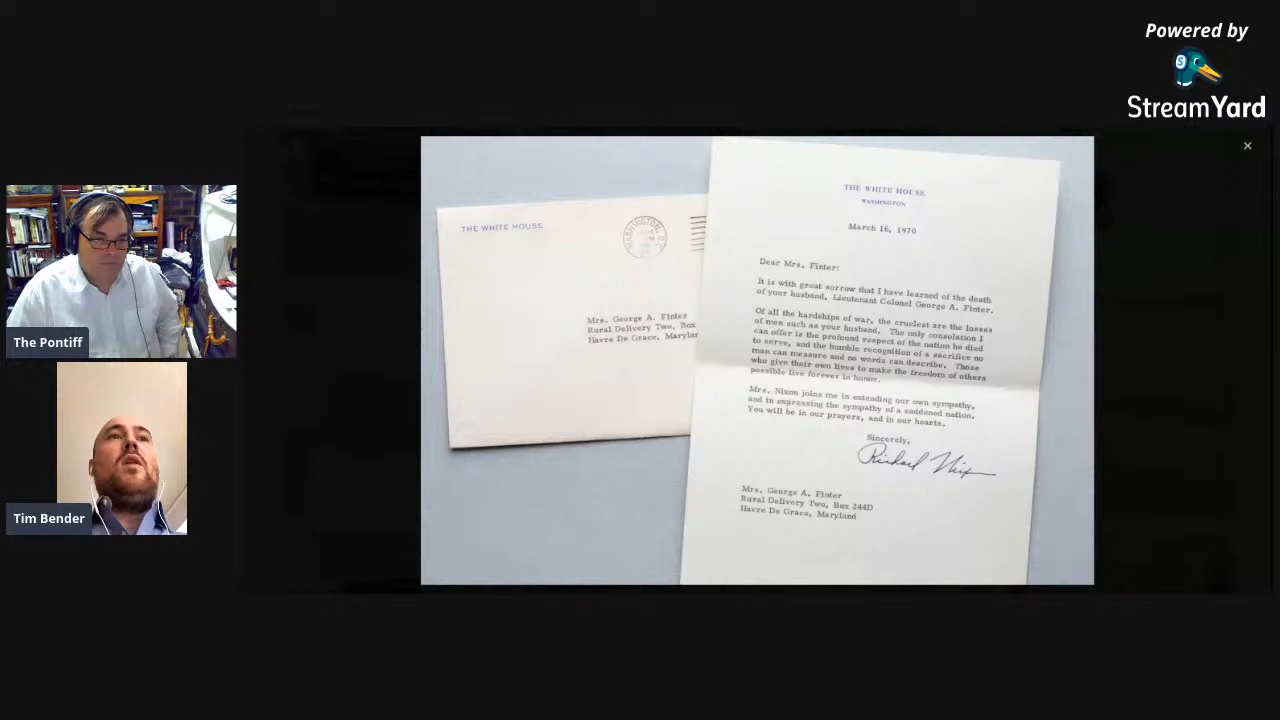 Powered by
StreamYard
THE WHITE HOUSE
WASHINGTON
THE WHITE HOUSE
WASHINGTON
March 16, 1970
Dear Mrs. Finter:
It is with great sorrow that I have learned of the death
of your husband, Lieutenant Colonel George A. Finter.
Of all the hardships of war, the cruelest are the losses
of men such as your husband. The only consolation I
can offer is the profound respect of the nation he died
to serve, and the humble recognition of a sacrifice no
man can measure and no words can describe. Those
who give their own lives to make the freedom of others
possible live forever in honor.
Mrs. Nixon joins me in extending our own sympathy,
and in expressing the sympathy of a saddened nation.
You will be in our prayers, and in our hearts.
Sincerely,
Richard Nixon
Mrs. George A. Finter
Rural Delivery Two, Box 244D
Havre De Grace, Maryland
Mrs. George A. Finter
Rural Delivery Two, Box
Havre De Grace, Marylan
The Pontiff
Tim Bender